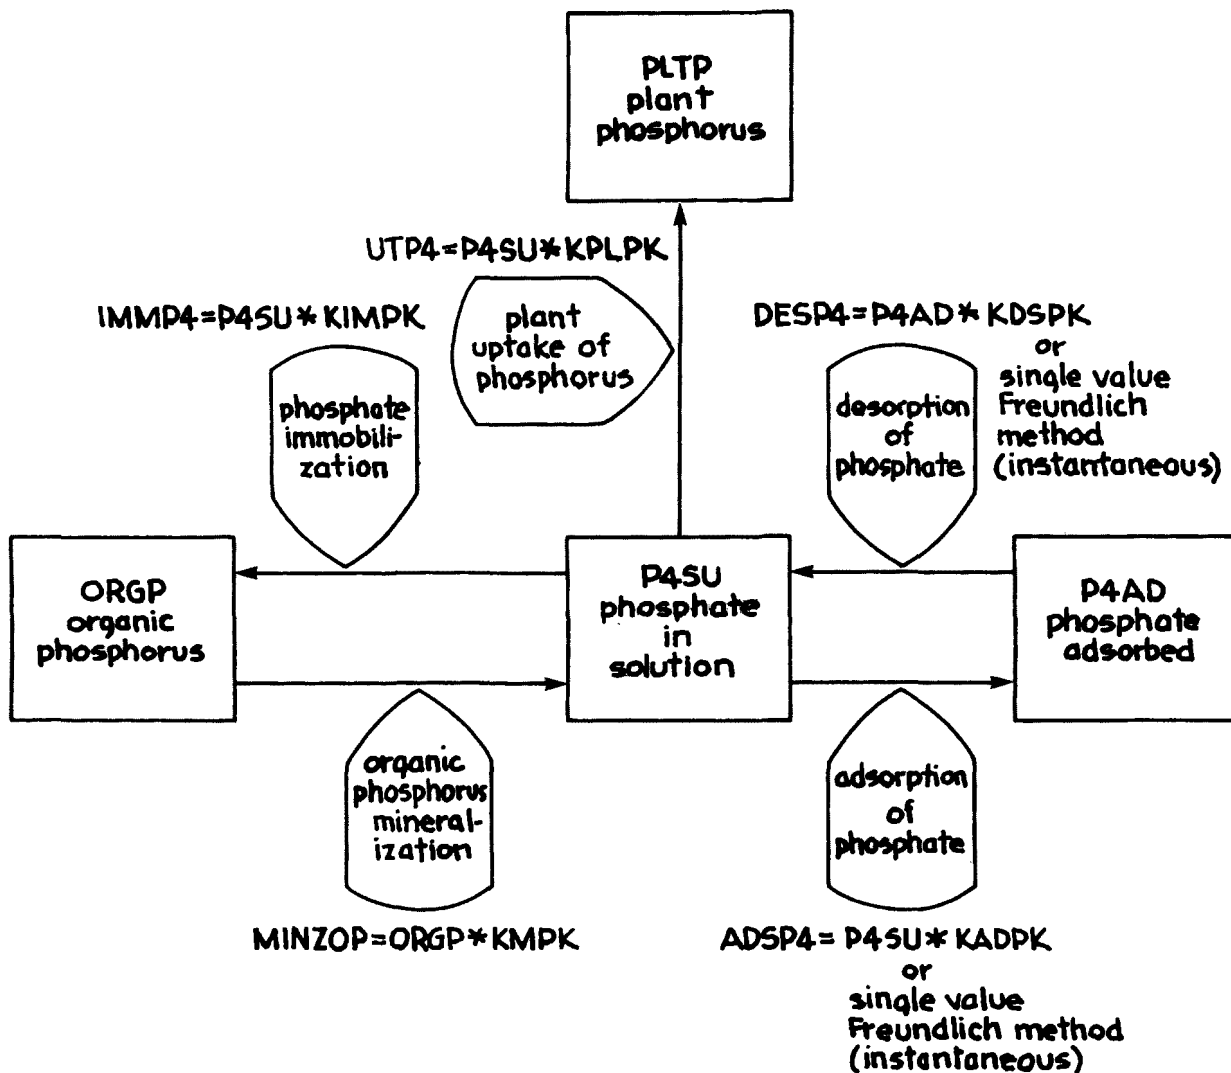 PLTP
plant
phosphorus
UTP4=P4SU*KPLPK
plant
uptake of
phosphorus
IMMP4=P4SU*KIMPK
phosphate
immobili-
zation
DESP4=P4AD*KDSPK
or
single value
Freundlich
method
(instantaneous)
desorption
of
phosphate
ORGP
organic
phosphorus
P4SU
phosphate
in
solution
P4AD
phosphate
adsorbed
organic
phosphorus
mineral-
ization
MINZOP=ORGP*KMPK
adsorption
of
phosphate
ADSP4=P4SU*KADPK
or
single value
Freundlich method
(instantaneous)